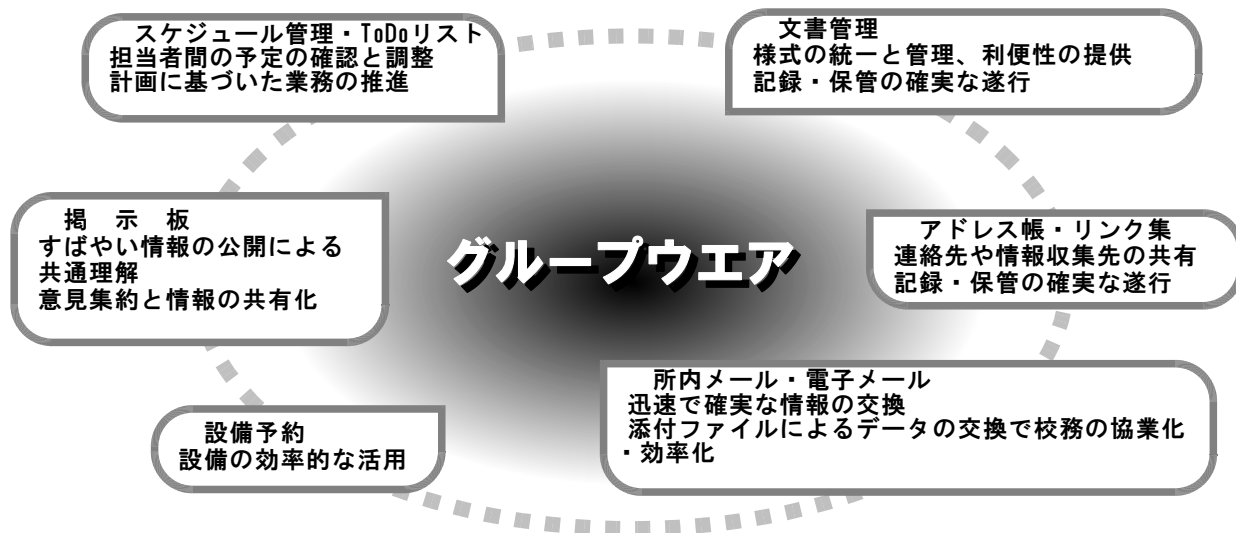 スケジュール管理・ToDoリスト
担当者間の予定の確認と調整
計画に基づいた業務の推進
文書管理
様式の統一と管理、利便性の提供
記録・保管の確実な遂行
掲 示 板
すばやい情報の公開による
共通理解
意見集約と情報の共有化
グループウエア
アドレス帳・リンク集
連絡先や情報収集先の共有
記録・保管の確実な遂行
設備予約
設備の効率的な活用
所内メール・電子メール
迅速で確実な情報の交換
添付ファイルによるデータの交換で校務の協業化
・効率化